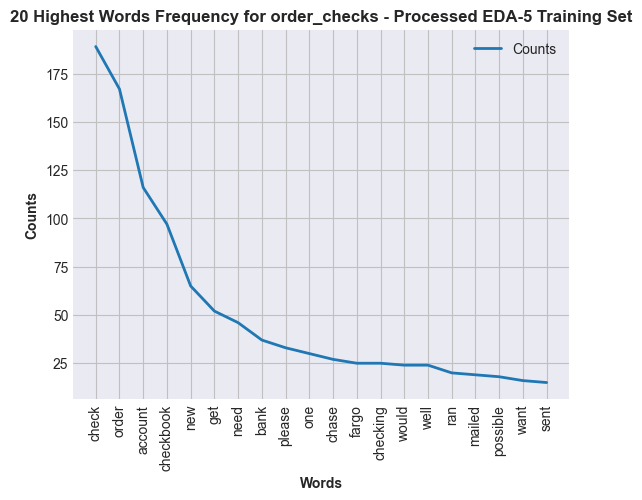 20 Highest Words Frequency for order_checks - Processed EDA-5 Training Set
Counts
175
150
125
100
75
50
25
Counts
check
order
account
checkbook
new
get
need
bank
please
one
chase
fargo
checking
would
well
ran
mailed
possible
want
sent
Words